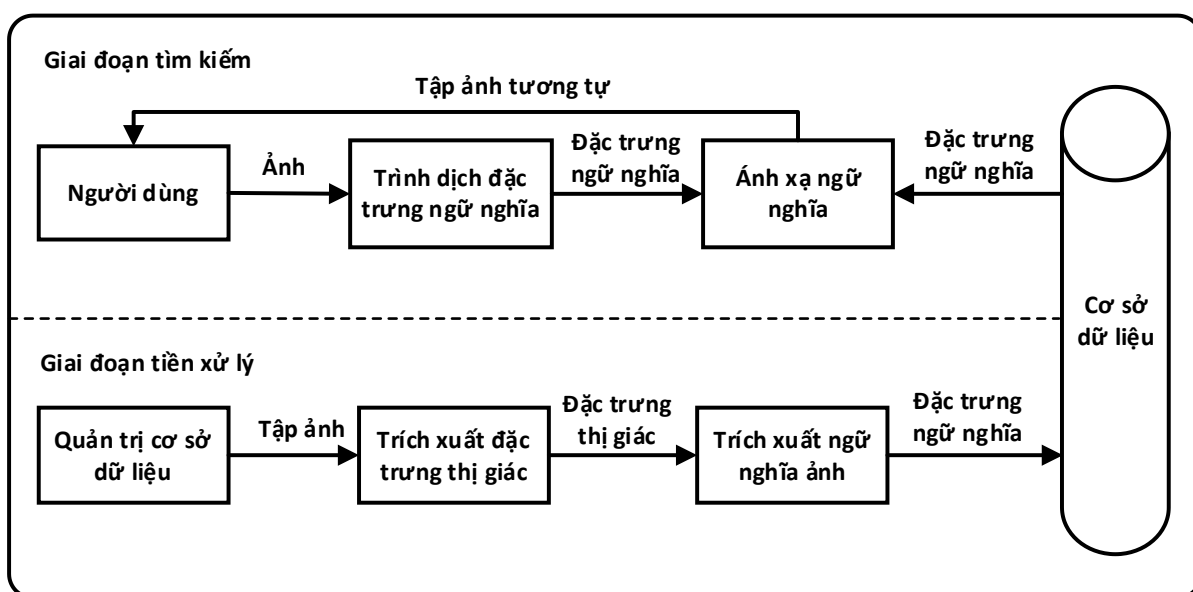 Giai đoạn tìm kiếm
Tập ảnh tương tự
Người dùng
Ảnh
Trình dịch đặc
trưng ngữ nghĩa
Đặc trưng
ngữ nghĩa
Ánh xạ ngữ
nghĩa
Đặc trưng
ngữ nghĩa
Cơ sở
dữ liệu
Giai đoạn tiền xử lý
Quản trị cơ sở
dữ liệu
Tập ảnh
Trích xuất đặc
trưng thị giác
Đặc trưng
thị giác
Trích xuất ngữ
nghĩa ảnh
Đặc trưng
ngữ nghĩa